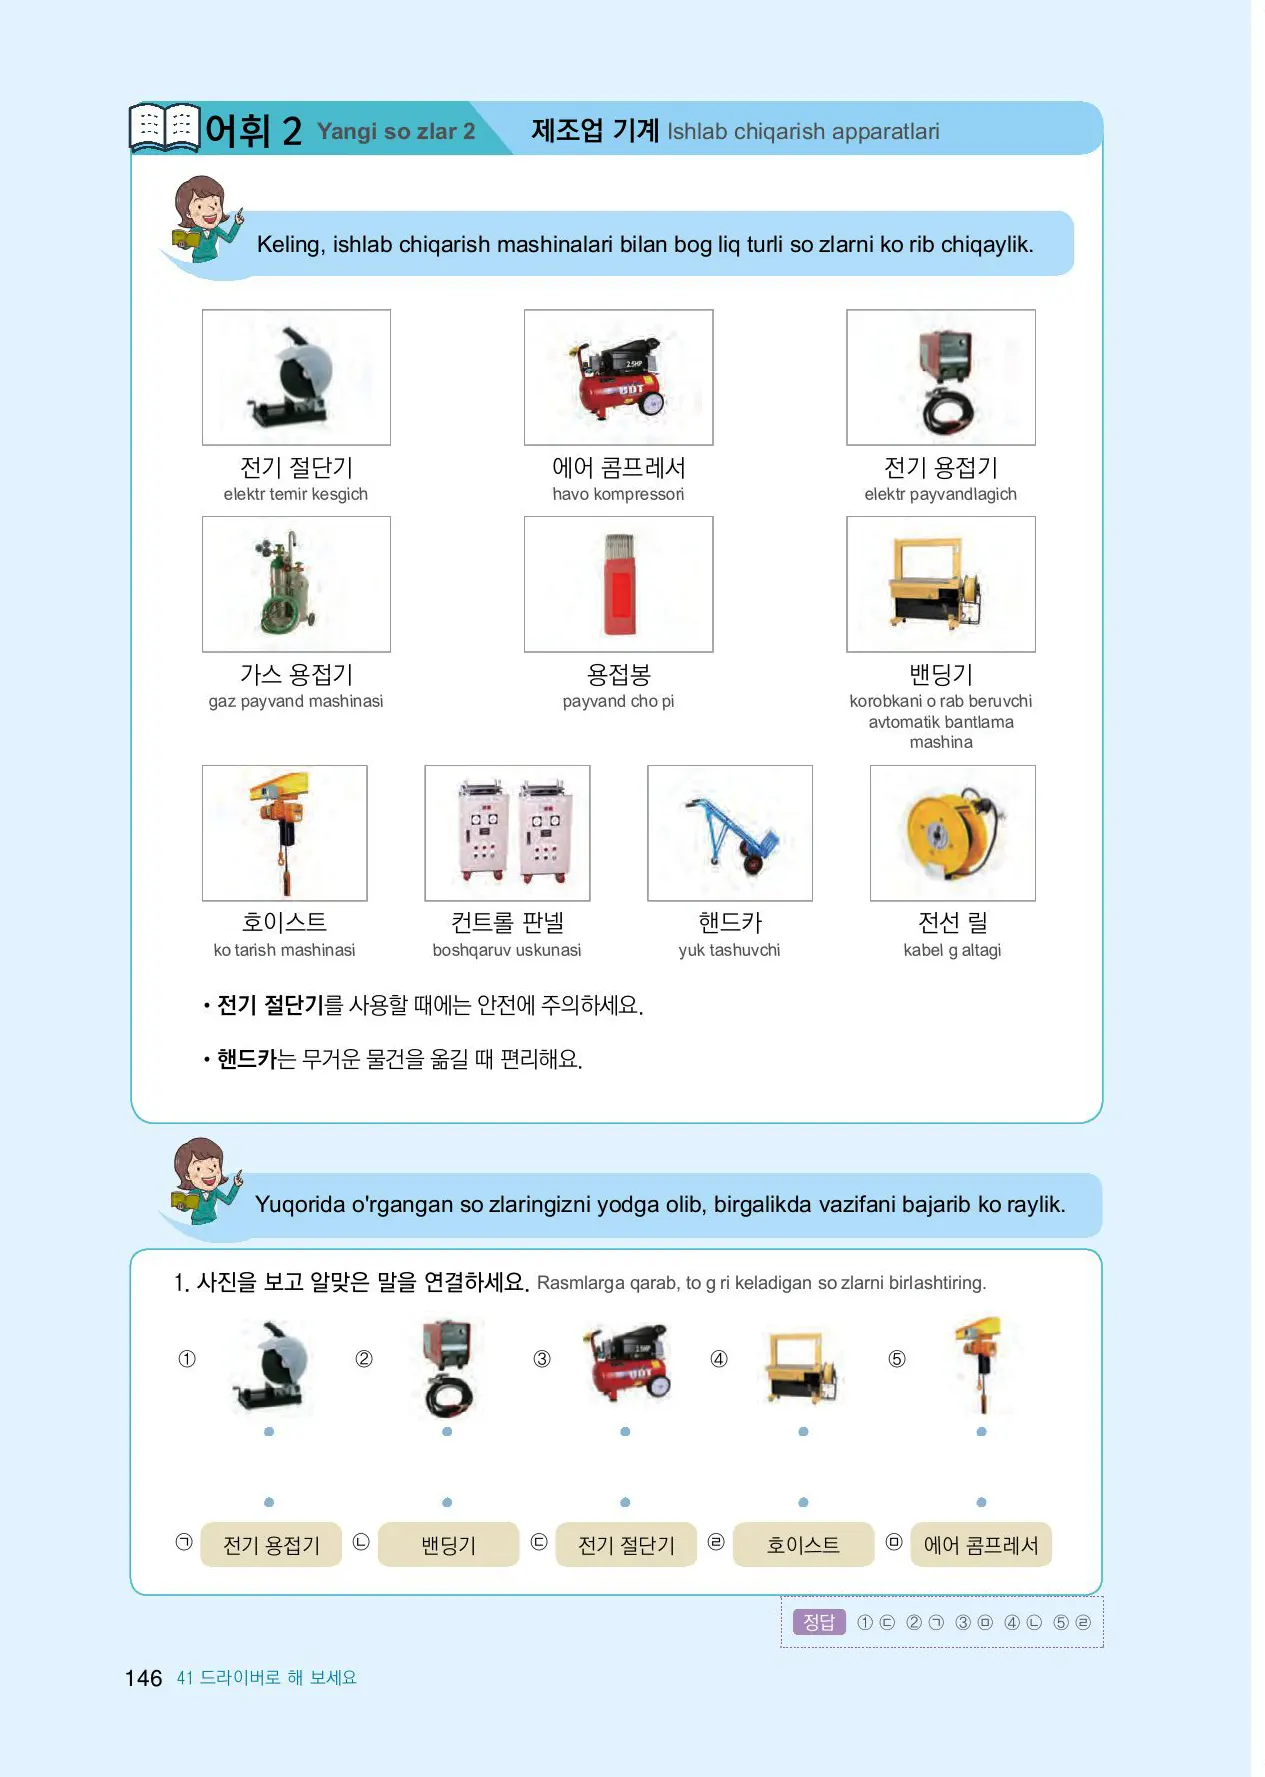 어휘 2 Yangi so zlar 2 제조업 기계 Ishlab chiqarish apparatlari
Keling, ishlab chiqarish mashinalari bilan bog liq turli so zlarni ko rib chiqaylik.
2.5HP
UDT
전기 절단기 에어 콤프레서 전기 용접기
elektr temir kesgich havo kompressori elektr payvandlagich
가스 용접기 용접봉 밴딩기
gaz payvand mashinasi payvand cho pi korobkani o rab beruvchi
avtomatik bantlama
mashina
호이스트 컨트롤 판넬 핸드카 전선 릴
ko tarish mashinasi boshqaruv uskunasi yuk tashuvchi kabel g altagi
• 전기 절단기를 사용할 때에는 안전에 주의하세요.
• 핸드카는 무거운 물건을 옮길 때 편리해요.
Yuqorida o'rgangan so zlaringizni yodga olib, birgalikda vazifani bajarib ko raylik.
1. 사진을 보고 알맞은 말을 연결하세요. Rasmlarga qarab, to g ri keladigan so zlarni birlashtiring.
① ② ③ ④ ⑤
2.5HP
UDT
㉠ 전기 용접기 ㉡ 밴딩기 ㉢ 전기 절단기 ㉣ 호이스트 ㉤ 에어 콤프레서
정답 ① ㉢ ② ㉠ ③ ㉤ ④ ㉡ ⑤ ㉣
146 41 드라이버로 해 보세요